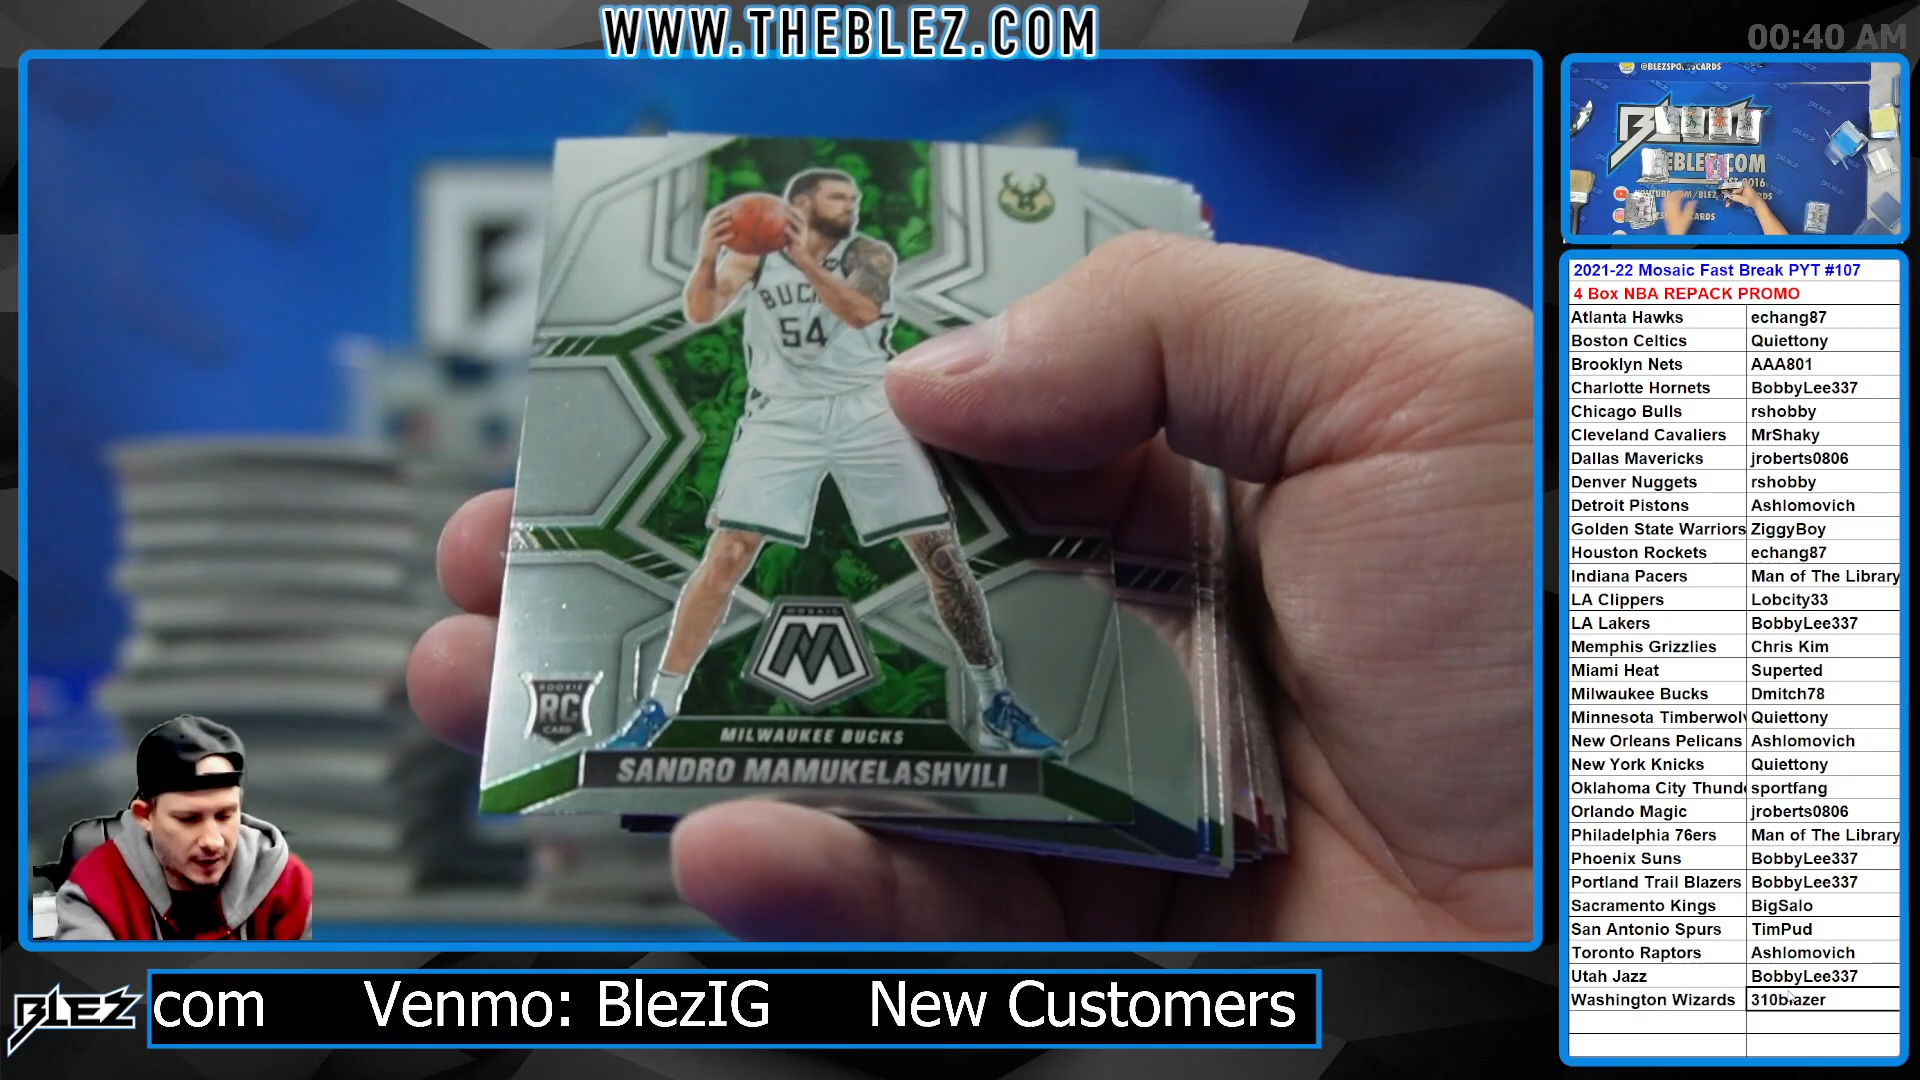 WWW.THEBLEZ.COM
00:40 AM
@BLEZSPORTSCARDS
THEBLEZ.COM
BUCKS
54
MOSAIC
M
ROOKIE
RC
CARD
MILWAUKEE BUCKS
SANDRO MAMUKELASHVILI
2021-22 Mosaic Fast Break PYT #107
4 Box NBA REPACK PROMO
Atlanta Hawks echang87
Boston Celtics Quiettony
Brooklyn Nets AAA801
Charlotte Hornets BobbyLee337
Chicago Bulls rshobby
Cleveland Cavaliers MrShaky
Dallas Mavericks jroberts0806
Denver Nuggets rshobby
Detroit Pistons Ashlomovich
Golden State Warriors ZiggyBoy
Houston Rockets echang87
Indiana Pacers Man of The Library
LA Clippers Lobcity33
LA Lakers BobbyLee337
Memphis Grizzlies Chris Kim
Miami Heat Superted
Milwaukee Bucks Dmitch78
Minnesota Timberwolv Quiettony
New Orleans Pelicans Ashlomovich
New York Knicks Quiettony
Oklahoma City Thunde sportfang
Orlando Magic jroberts0806
Philadelphia 76ers Man of The Library
Phoenix Suns BobbyLee337
Portland Trail Blazers BobbyLee337
Sacramento Kings BigSalo
San Antonio Spurs TimPud
Toronto Raptors Ashlomovich
Utah Jazz BobbyLee337
Washington Wizards 310blazer
BLEZ com Venmo: BlezIG New Customers